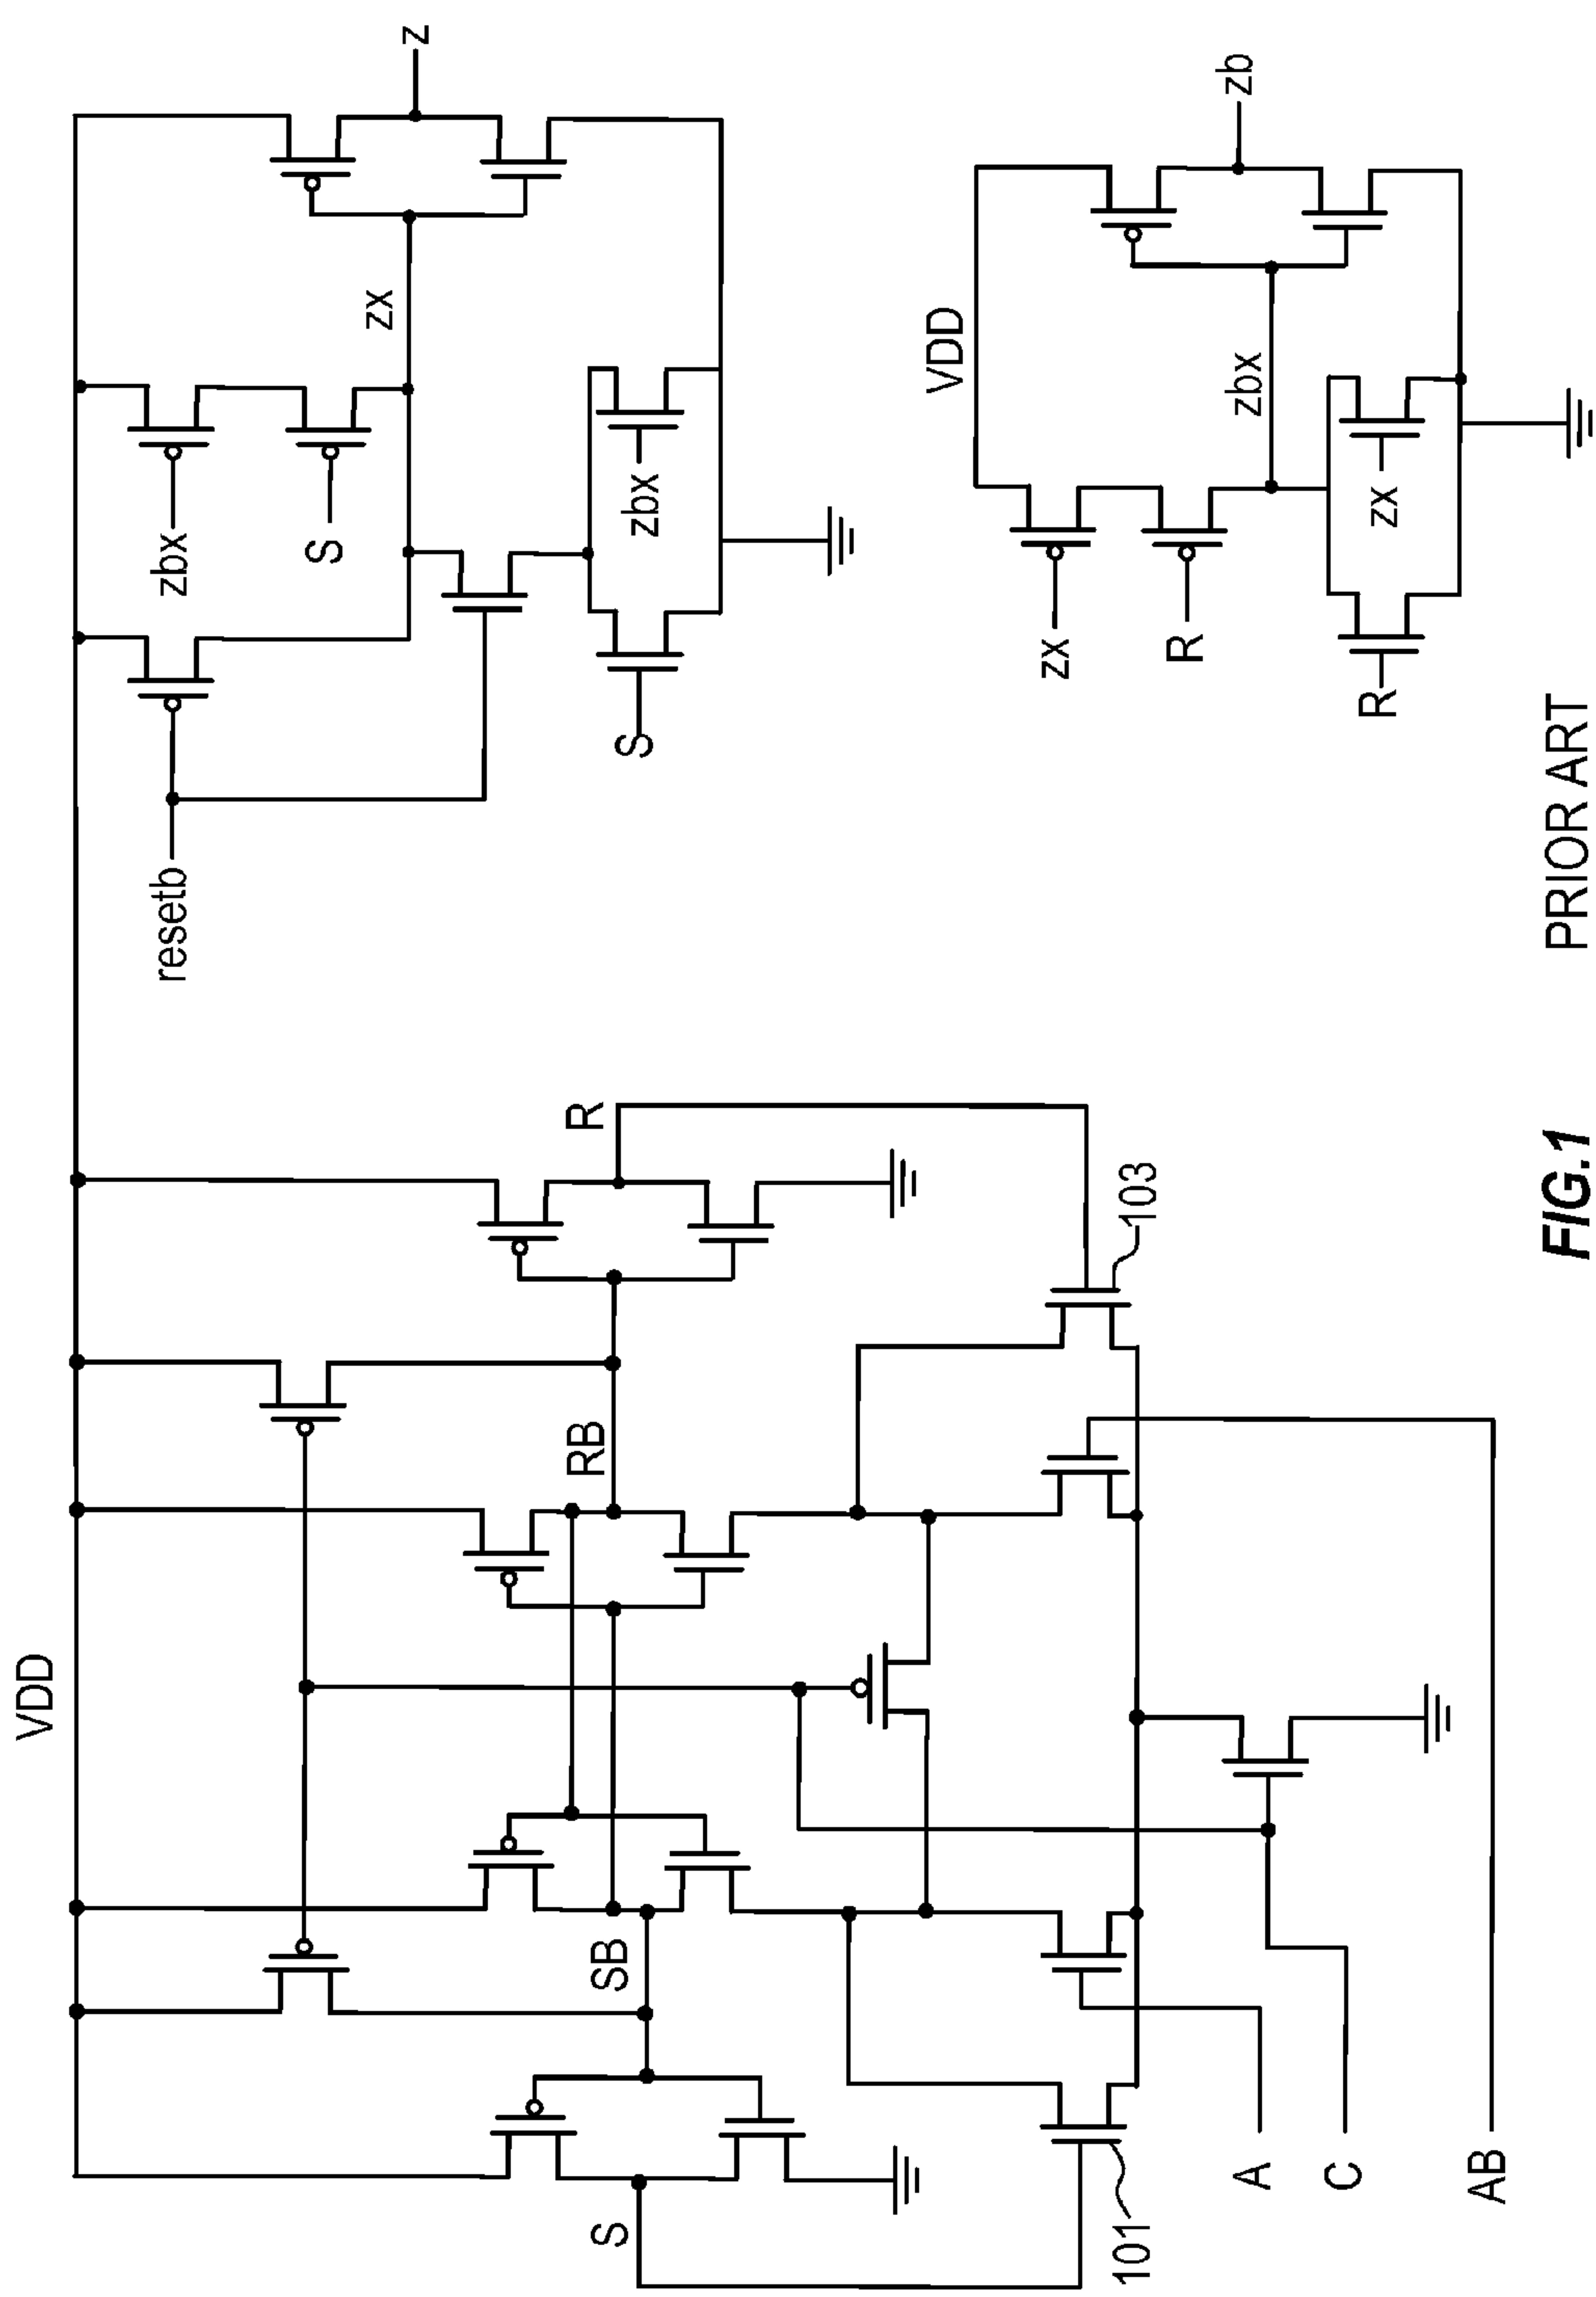 VDD
resetb
zbx
S
zx
z
S
zbx
VDD
zx
R
zbx
zb
R
zx
S
SB
RB
R
101
103
A
C
AB
FIG.1
PRIOR ART